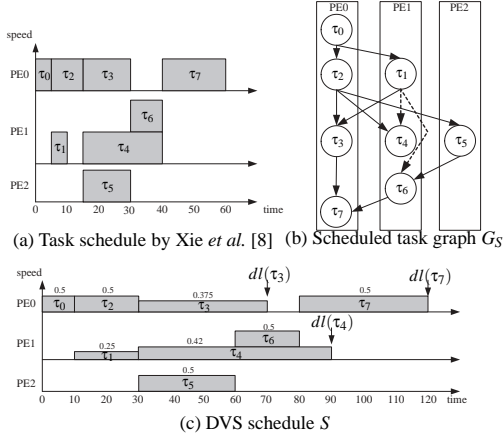 speed
PE0
τ0
τ2
τ3
τ7
PE1
τ6
τ1
τ4
PE2
τ5
0 10 20 30 40 50 60 time
(a) Task schedule by Xie et al. [8]
PE0 PE1 PE2
τ0
τ2
τ1
τ3
τ4
τ5
τ6
τ7
(b) Scheduled task graph GS
speed
dl(τ3)
dl(τ7)
PE0
0.5 0.5 0.375 0.5
τ0 τ2 τ3 τ7
dl(τ4)
PE1
0.25 0.42 0.5
τ1 τ4 τ6
PE2
0.5
τ5
0 10 20 30 40 50 60 70 80 90 100 110 120 time
(c) DVS schedule S